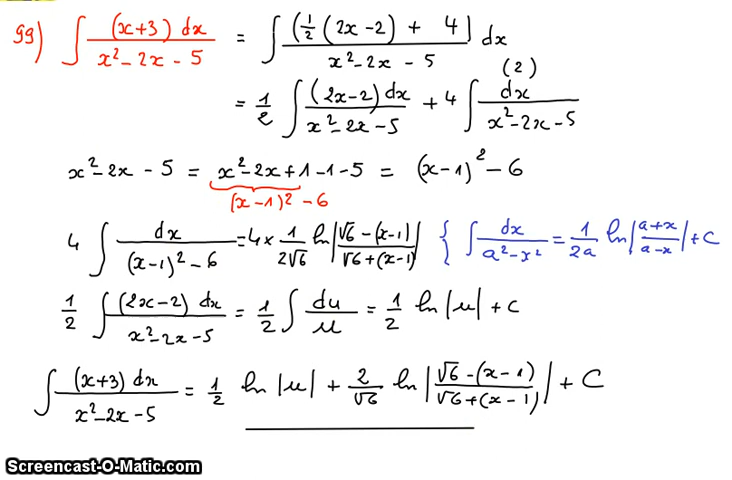 99) ∫ (x+3) dx / (x² - 2x - 5) = ∫ (1/2 (2x-2) + 4) / (x² - 2x - 5) dx
(2)
= 1/2 ∫ (2x-2) dx / (x² - 2x - 5) + 4 ∫ dx / (x² - 2x - 5)
x² - 2x - 5 = x² - 2x + 1 - 1 - 5 = (x-1)² - 6
(x-1)² - 6
4 ∫ dx / ((x-1)² - 6) = 4 × 1/(2√6) ln |(√6 - (x-1)) / (√6 + (x-1))| { ∫ dx / (a² - x²) = 1/(2a) ln |(a+x) / (a-x)| + C
1/2 ∫ (2x-2) dx / (x² - 2x - 5) = 1/2 ∫ du/u = 1/2 ln |u| + C
∫ (x+3) dx / (x² - 2x - 5) = 1/2 ln |u| + 2/√6 ln |(√6 - (x-1)) / (√6 + (x-1))| + C
Screencast-O-Matic.com